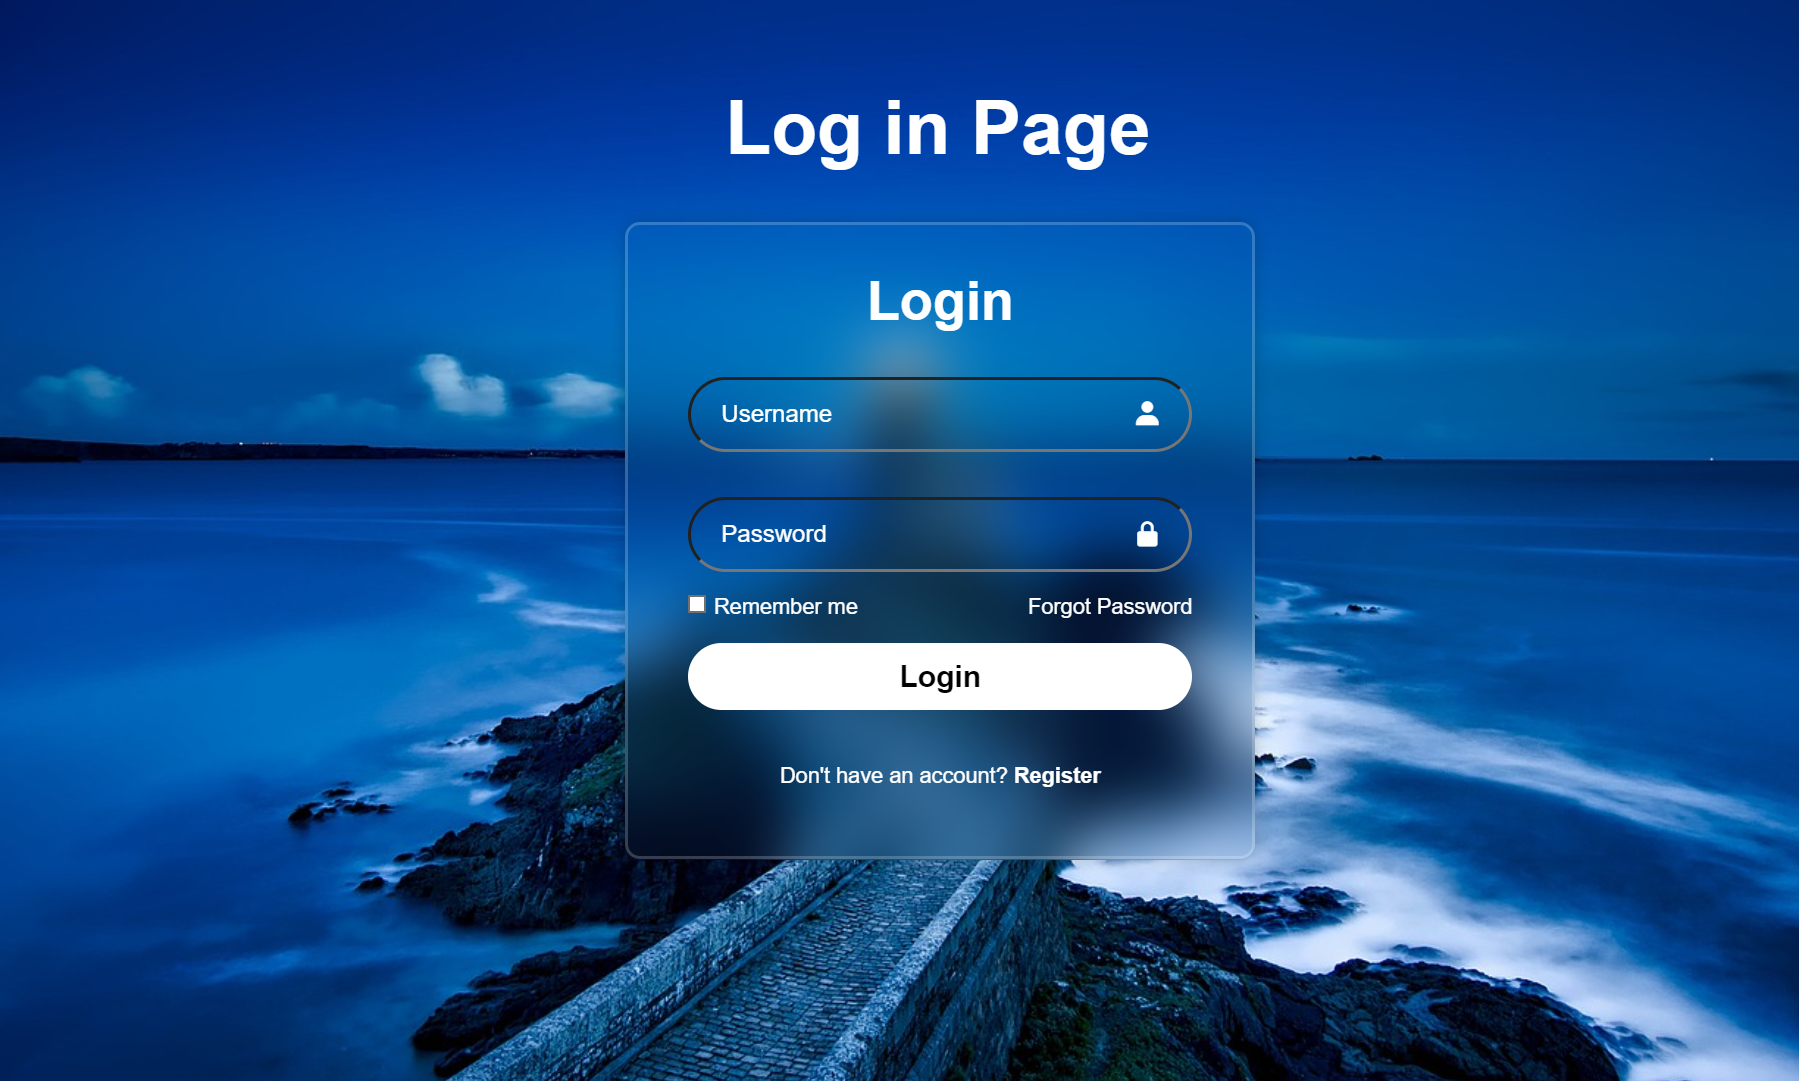 Log in Page
Login
Username
Password
Remember me Forgot Password
Login
Don't have an account? Register